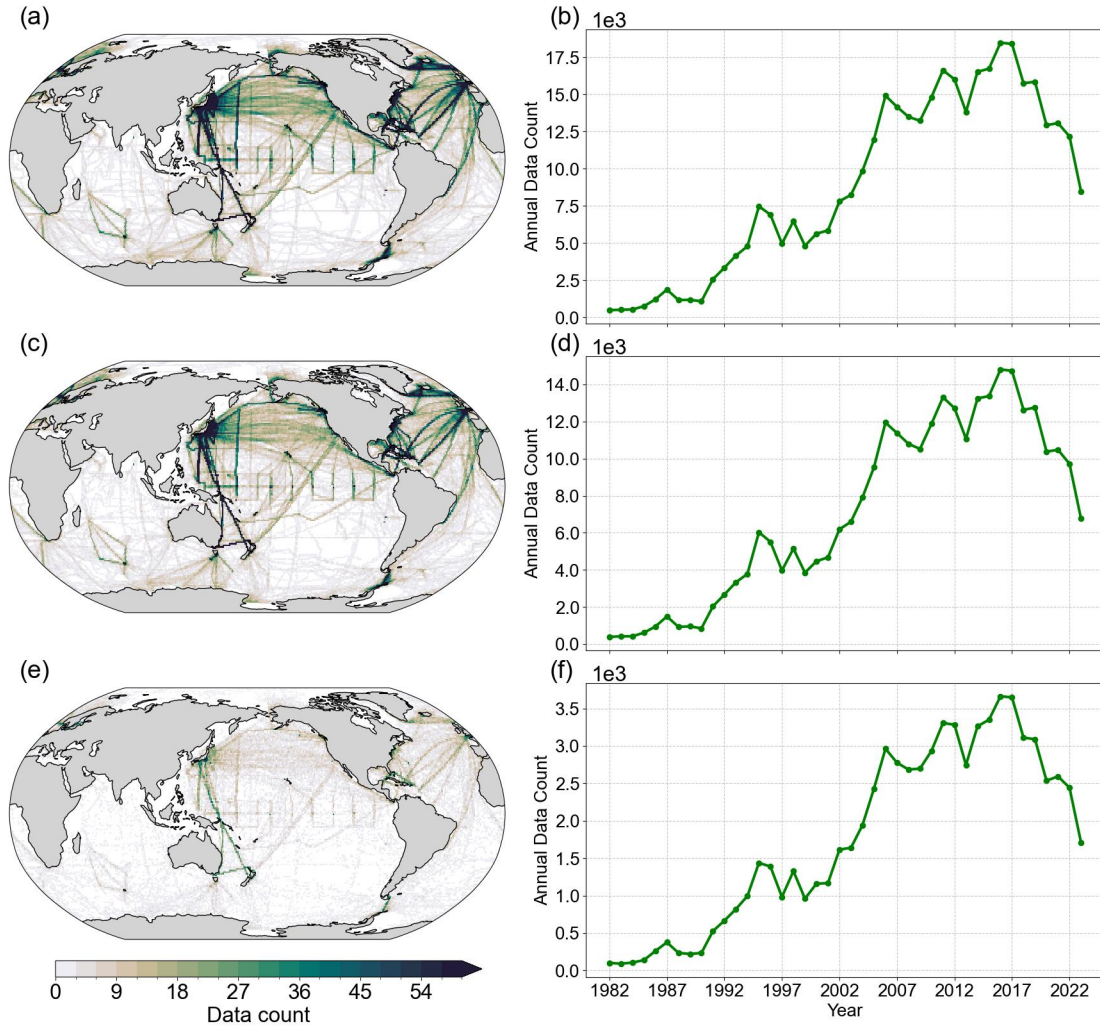 (a)
(b)
1e3
17.5
15.0
12.5
10.0
7.5
5.0
2.5
0.0
Annual Data Count
(c)
(d)
1e3
14.0
12.0
10.0
8.0
6.0
4.0
2.0
0.0
Annual Data Count
(e)
(f)
1e3
3.5
3.0
2.5
2.0
1.5
1.0
0.5
0.0
Annual Data Count
1982 1987 1992 1997 2002 2007 2012 2017 2022
Year
0 9 18 27 36 45 54
Data count